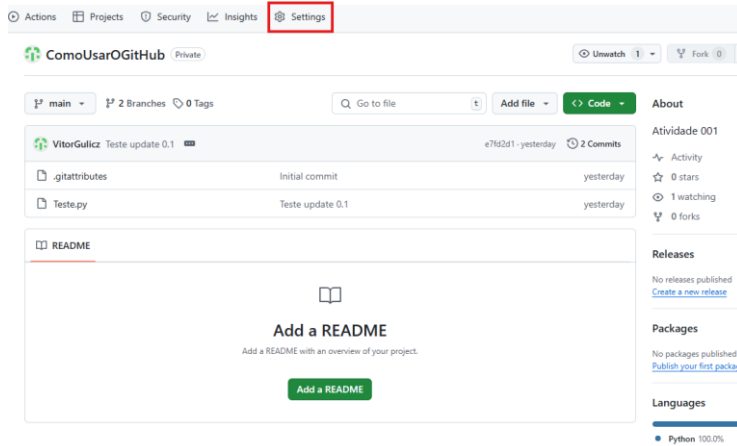 Actions Projects Security Insights Settings
ComoUsarOGitHub Private Unwatch 1 Fork 0
main 2 Branches 0 Tags Go to file t Add file Code
About
Atividade 001
VitorGulicz Teste update 0.1 e7fd2d1 · yesterday 2 Commits
.gitattributes Initial commit yesterday
Teste.py Teste update 0.1 yesterday
Activity
0 stars
1 watching
0 forks
README
Add a README
Add a README with an overview of your project.
Add a README
Releases
No releases published
Create a new release
Packages
No packages published
Publish your first packa
Languages
Python 100.0%